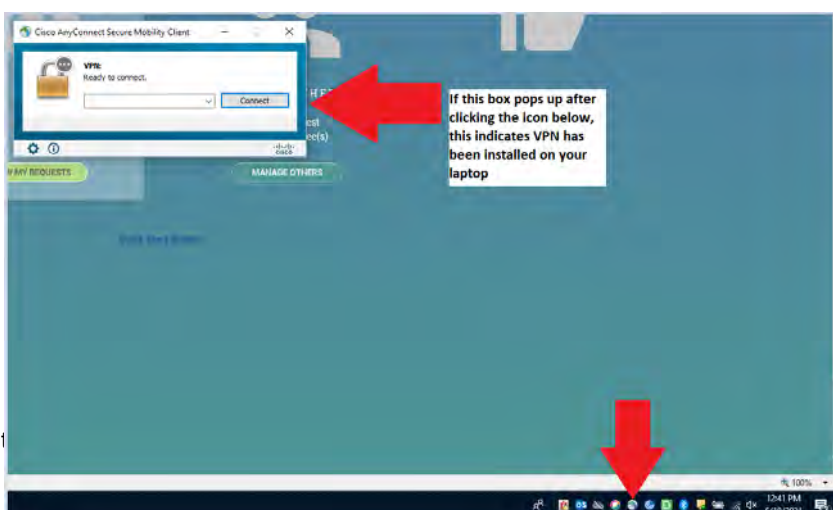 Cisco AnyConnect Secure Mobility Client
VPN:
Ready to connect.
Connect
cisco
MY REQUESTS
MANAGE OTHERS
If this box pops up after
clicking the icon below,
this indicates VPN has
been installed on your
laptop
100%
12:41 PM